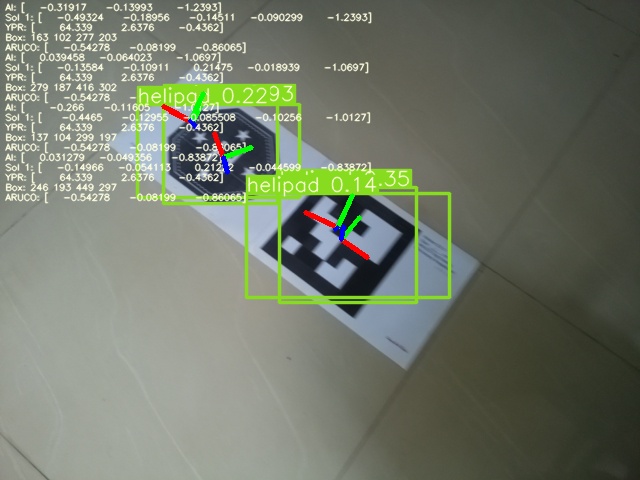 AI: [ -0.31917 -0.13993 -1.2393]
Sol 1: [ -0.49324 -0.18956 -0.14511 -0.090299 -1.2393]
YPR: [ 64.339 2.6376 -0.4362]
Box: 163 102 277 203
ARUCO: [ -0.54278 -0.08199 -0.86065]
AI: [ 0.039458 -0.064023 -1.0697]
Sol 1: [ -0.13584 -0.10911 0.21475 -0.018939 -1.0697]
YPR: [ 64.339 2.6376 -0.4362]
Box: 279 187 416 302
ARUCO: [ -0.54278
helipad 0.2293
AI: [ -0.266 -0.11605
Sol 1: [ -0.4465 -0.12955 -0.085508 -0.10256 -1.0127]
YPR: [ 64.339 2.6376 -0.4362]
Box: 137 104 299 197
ARUCO: [ -0.54278 -0.08199
AI: [ 0.031279 -0.049356 -0.83872]
Sol 1: [ -0.14966 -0.054113 -0.044599 -0.83872]
YPR: [ 64.339 2.6376 -0.4362]
helipad 0.14 .35
Box: 246 193 449 297
ARUCO: [ -0.54278 -0.08199 -0.86065]